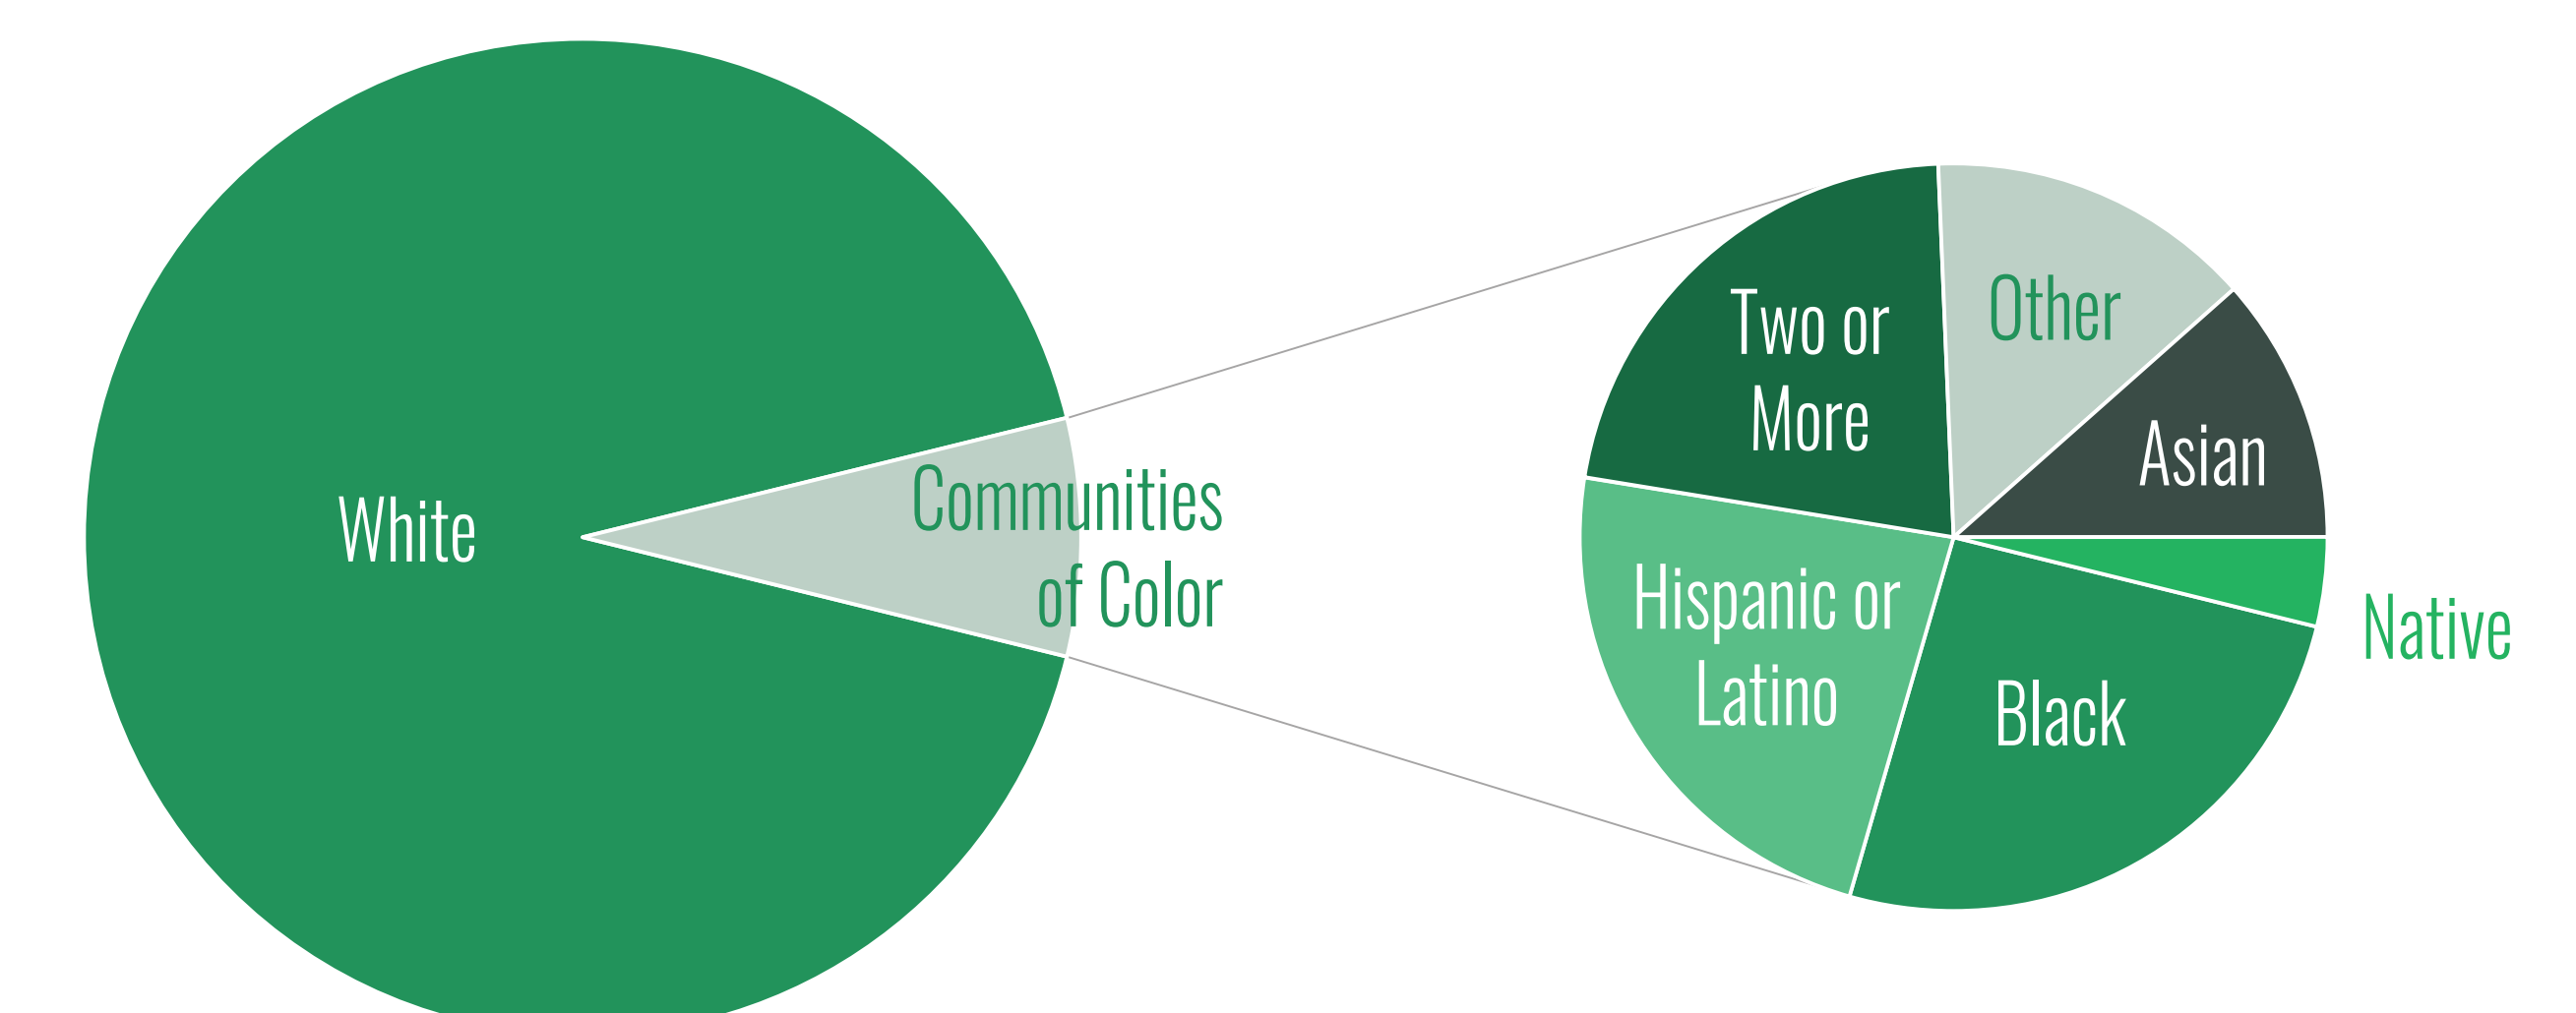 White
Communities
of Color
Two or
More
Other
Asian
Hispanic or
Latino
Black
Native